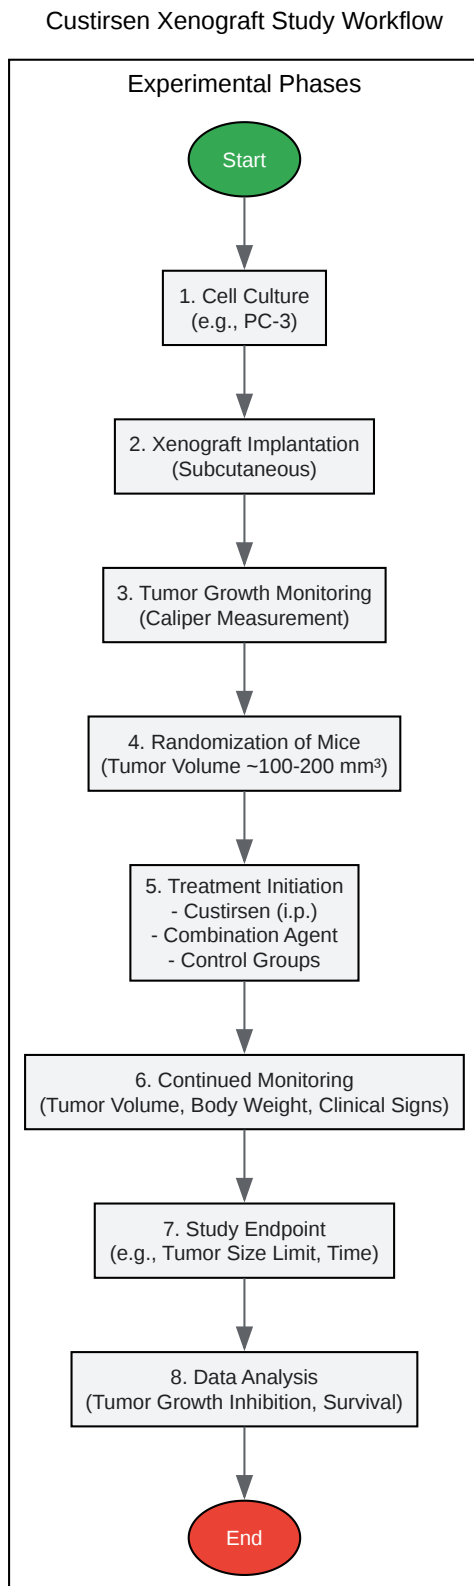 Custirsen Xenograft Study Workflow
Experimental Phases
Start
1. Cell Culture
(e.g., PC-3)
2. Xenograft Implantation
(Subcutaneous)
3. Tumor Growth Monitoring
(Caliper Measurement)
4. Randomization of Mice
(Tumor Volume ~100-200 mm³)
5. Treatment Initiation
- Custirsen (i.p.)
- Combination Agent
- Control Groups
6. Continued Monitoring
(Tumor Volume, Body Weight, Clinical Signs)
7. Study Endpoint
(e.g., Tumor Size Limit, Time)
8. Data Analysis
(Tumor Growth Inhibition, Survival)
End